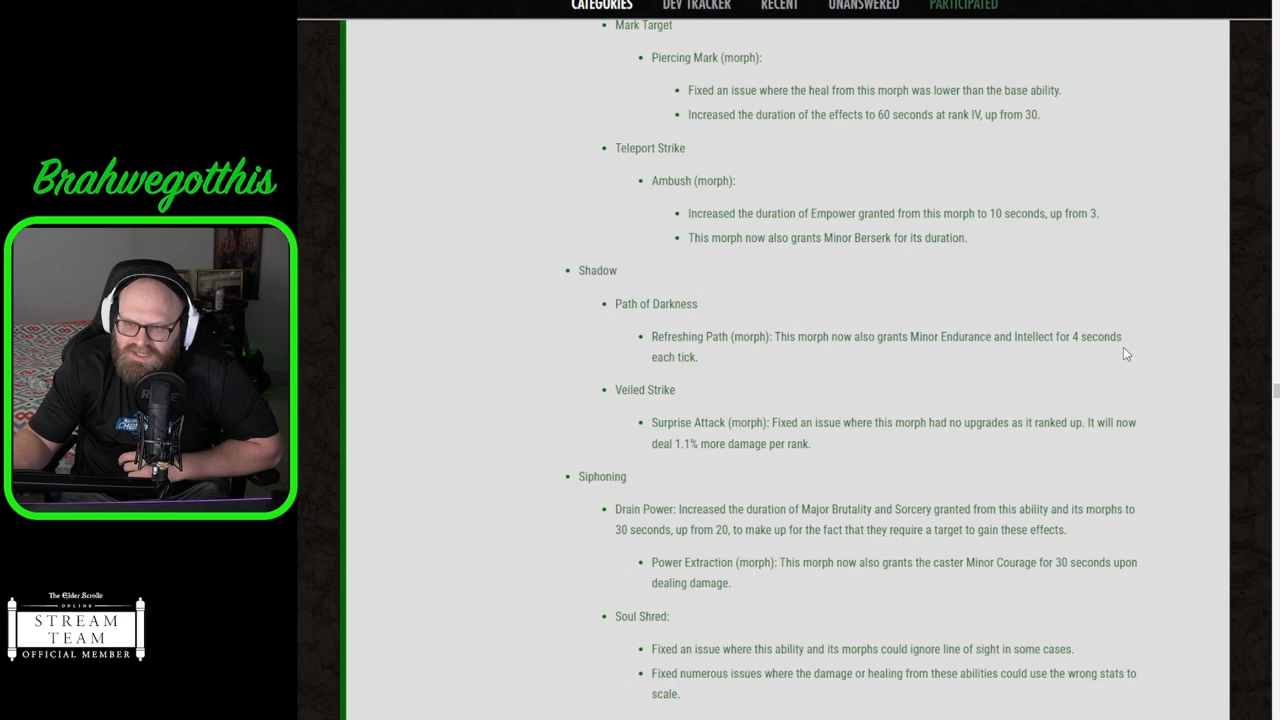 CATEGORIES DEV TRACKER RECENT UNANSWERED PARTICIPATED
Mark Target
Piercing Mark (morph):
Fixed an issue where the heal from this morph was lower than the base ability.
Increased the duration of the effects to 60 seconds at rank IV, up from 30.
Teleport Strike
Ambush (morph):
Increased the duration of Empower granted from this morph to 10 seconds, up from 3.
This morph now also grants Minor Berserk for its duration.
Shadow
Path of Darkness
Refreshing Path (morph): This morph now also grants Minor Endurance and Intellect for 4 seconds
each tick.
Veiled Strike
Surprise Attack (morph): Fixed an issue where this morph had no upgrades as it ranked up. It will now
deal 1.1% more damage per rank.
Siphoning
Drain Power: Increased the duration of Major Brutality and Sorcery granted from this ability and its morphs to
30 seconds, up from 20, to make up for the fact that they require a target to gain these effects.
Power Extraction (morph): This morph now also grants the caster Minor Courage for 30 seconds upon
dealing damage.
Soul Shred:
Fixed an issue where this ability and its morphs could ignore line of sight in some cases.
Fixed numerous issues where the damage or healing from these abilities could use the wrong stats to
scale.
Brahwegotthis
The Elder Scrolls
ONLINE
STREAM
TEAM
OFFICIAL MEMBER